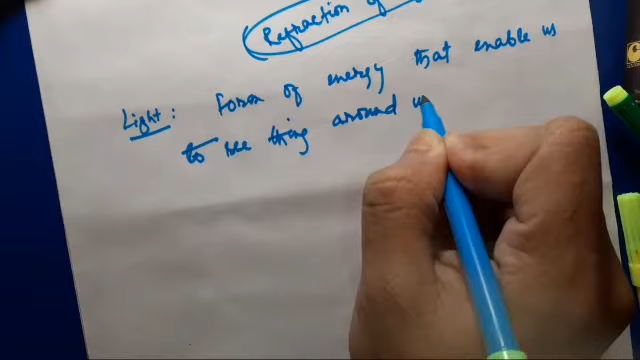 Refraction of
Light: Form of energy that enable us
to see thing around u